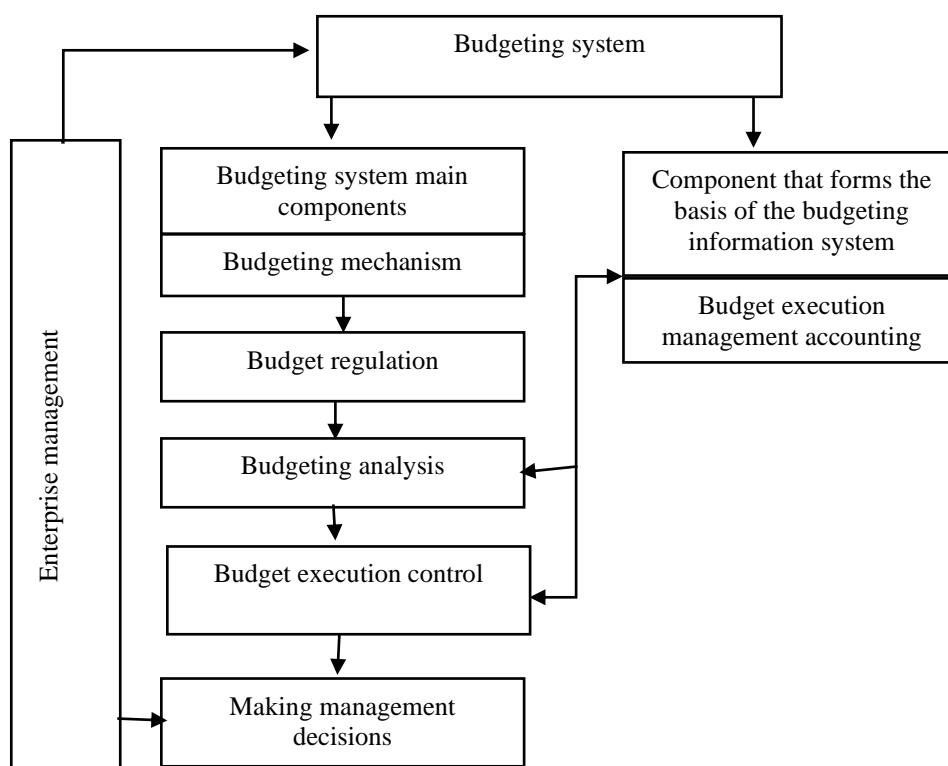 Budgeting system
Enterprise management
Budgeting system main
components
Budgeting mechanism
Budget regulation
Budgeting analysis
Budget execution control
Making management
decisions
Component that forms the
basis of the budgeting
information system
Budget execution
management accounting